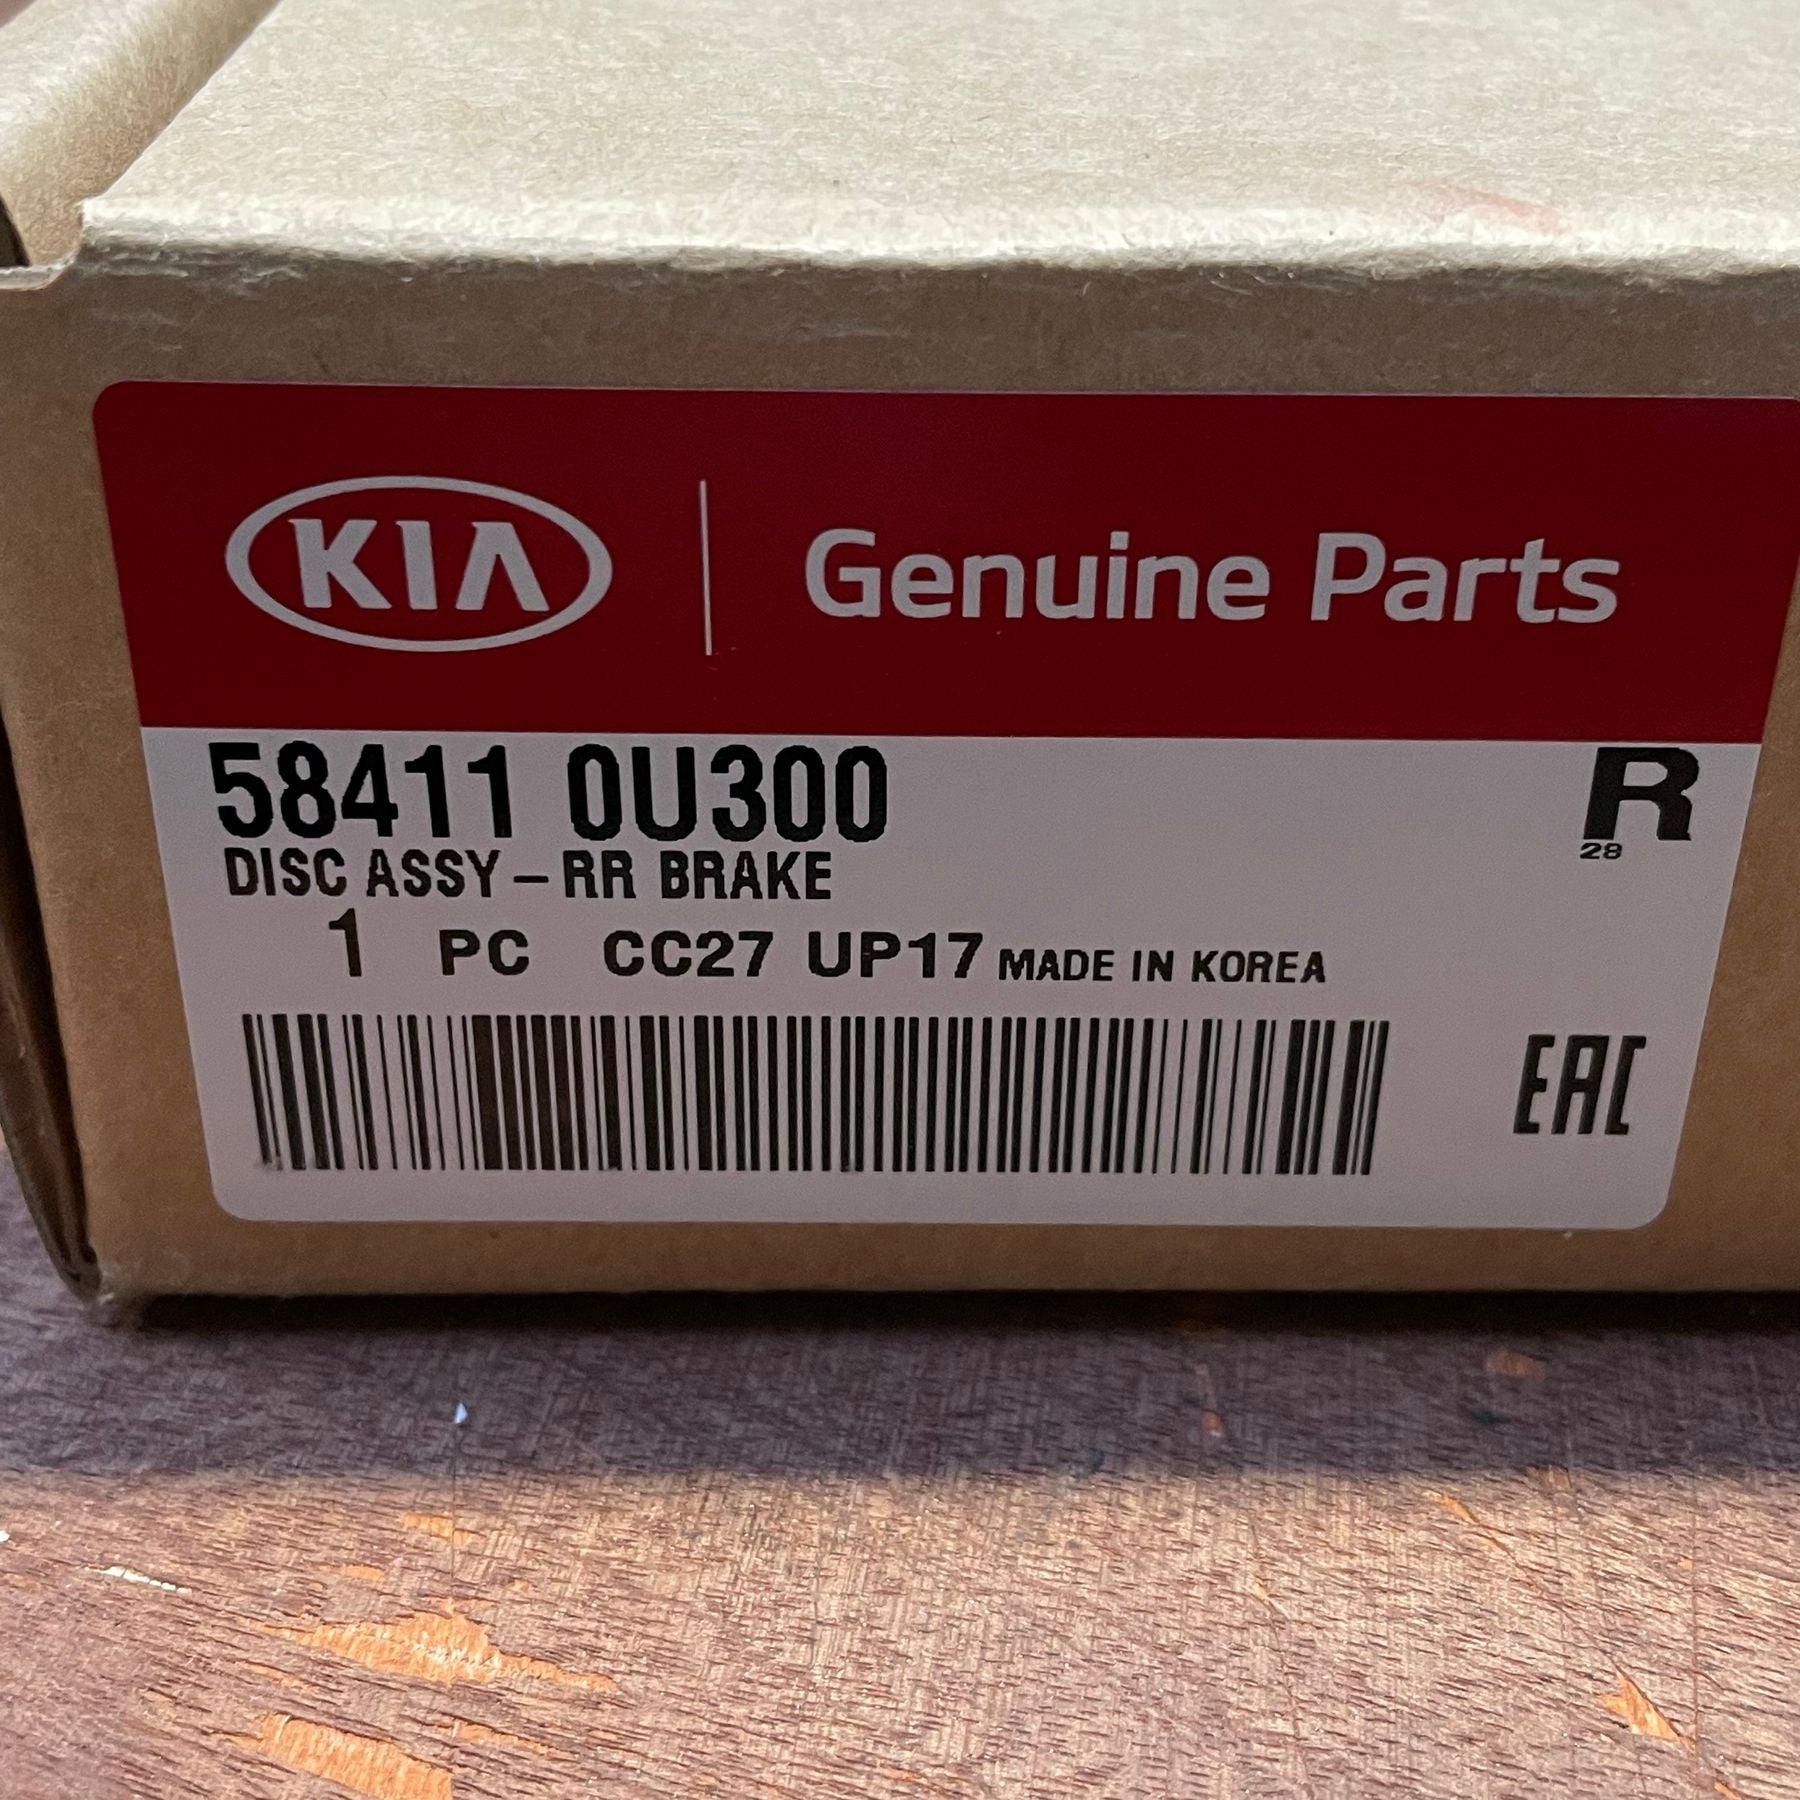 KIA Genuine Parts
58411 0U300 R
28
DISC ASSY-RR BRAKE
1 PC CC27 UP17 MADE IN KOREA
EAC